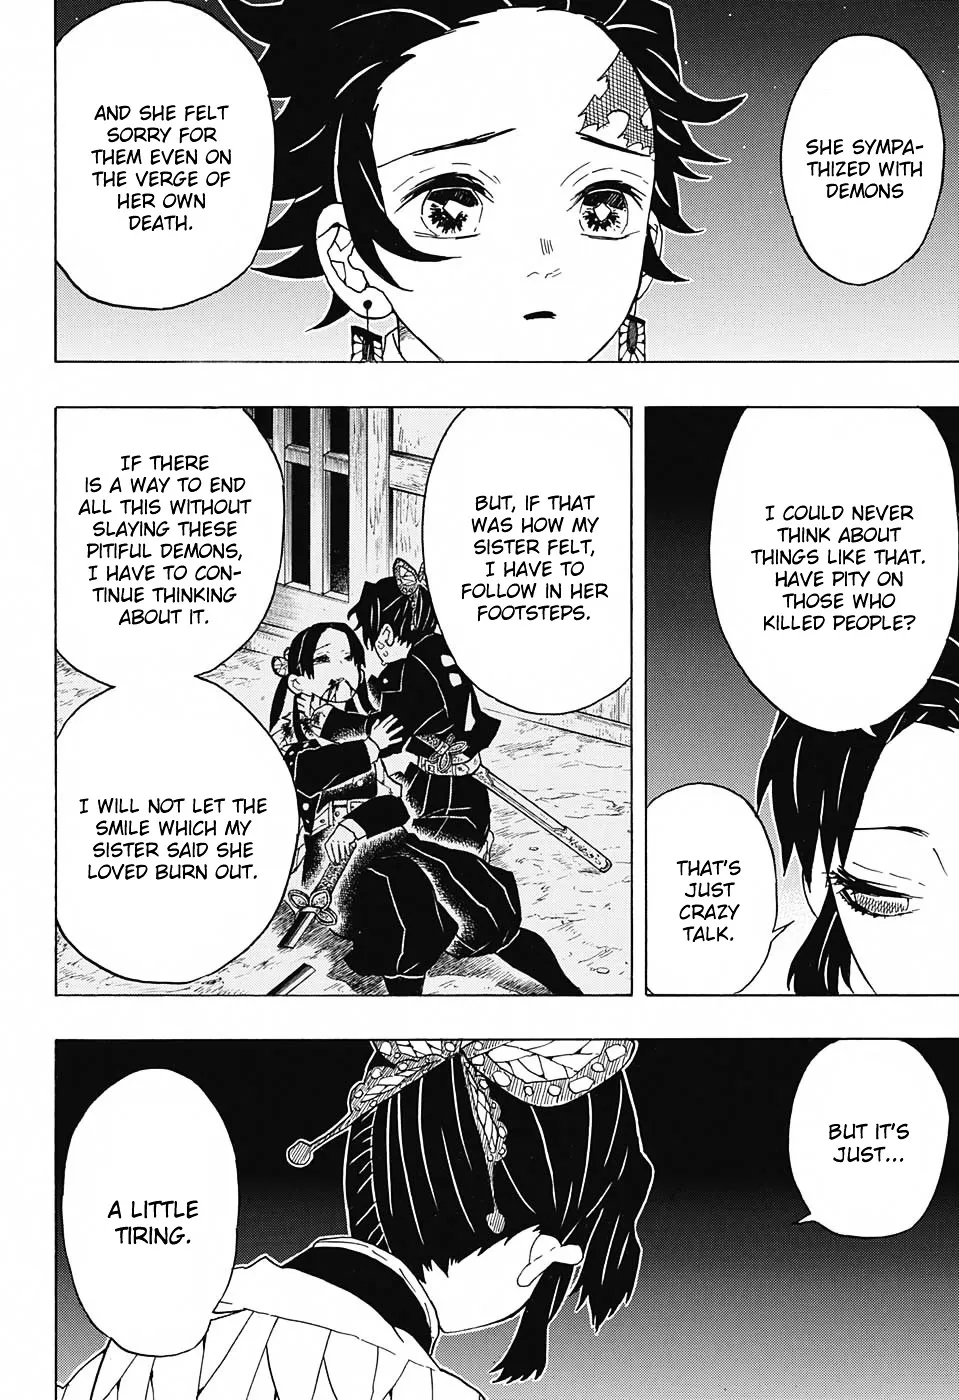 SHE SYMPA-
THIZED WITH
DEMONS
AND SHE FELT
SORRY FOR
THEM EVEN ON
THE VERGE OF
HER OWN
DEATH.
I COULD NEVER
THINK ABOUT
THINGS LIKE THAT.
HAVE PITY ON
THOSE WHO
KILLED PEOPLE?
THAT'S
JUST
CRAZY
TALK.
BUT, IF THAT
WAS HOW MY
SISTER FELT,
I HAVE TO
FOLLOW IN HER
FOOTSTEPS.
IF THERE
IS A WAY TO END
ALL THIS WITHOUT
SLAYING THESE
PITIFUL DEMONS,
I HAVE TO CON-
TINUE THINKING
ABOUT IT.
I WILL NOT LET THE
SMILE WHICH MY
SISTER SAID SHE
LOVED BURN OUT.
BUT IT'S
JUST...
A LITTLE
TIRING.